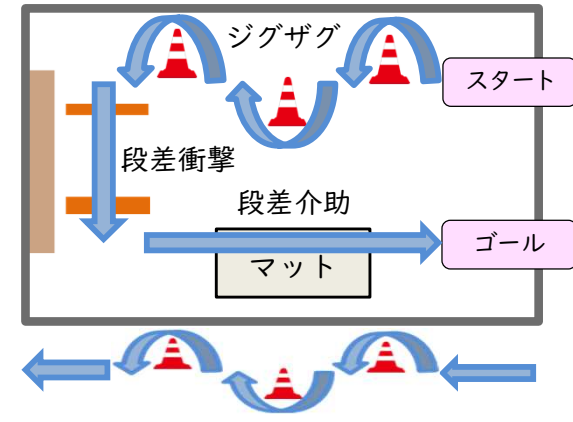 ジグザグ
スタート
段差衝撃
段差介助
ゴール
マット